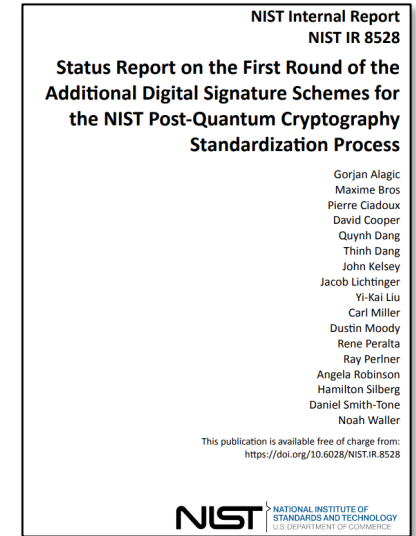 NIST Internal Report
NIST IR 8528
Status Report on the First Round of the
Additional Digital Signature Schemes for
the NIST Post-Quantum Cryptography
Standardization Process
Gorjan Alagic
Maxime Bros
Pierre Ciadoux
David Cooper
Quynh Dang
Thinh Dang
John Kelsey
Jacob Lichtinger
Yi-Kai Liu
Carl Miller
Dustin Moody
Rene Peralta
Ray Perlner
Angela Robinson
Hamilton Silberg
Daniel Smith-Tone
Noah Waller
This publication is available free of charge from:
https://doi.org/10.6028/NIST.IR.8528
NIST NATIONAL INSTITUTE OF
STANDARDS AND TECHNOLOGY
U.S. DEPARTMENT OF COMMERCE